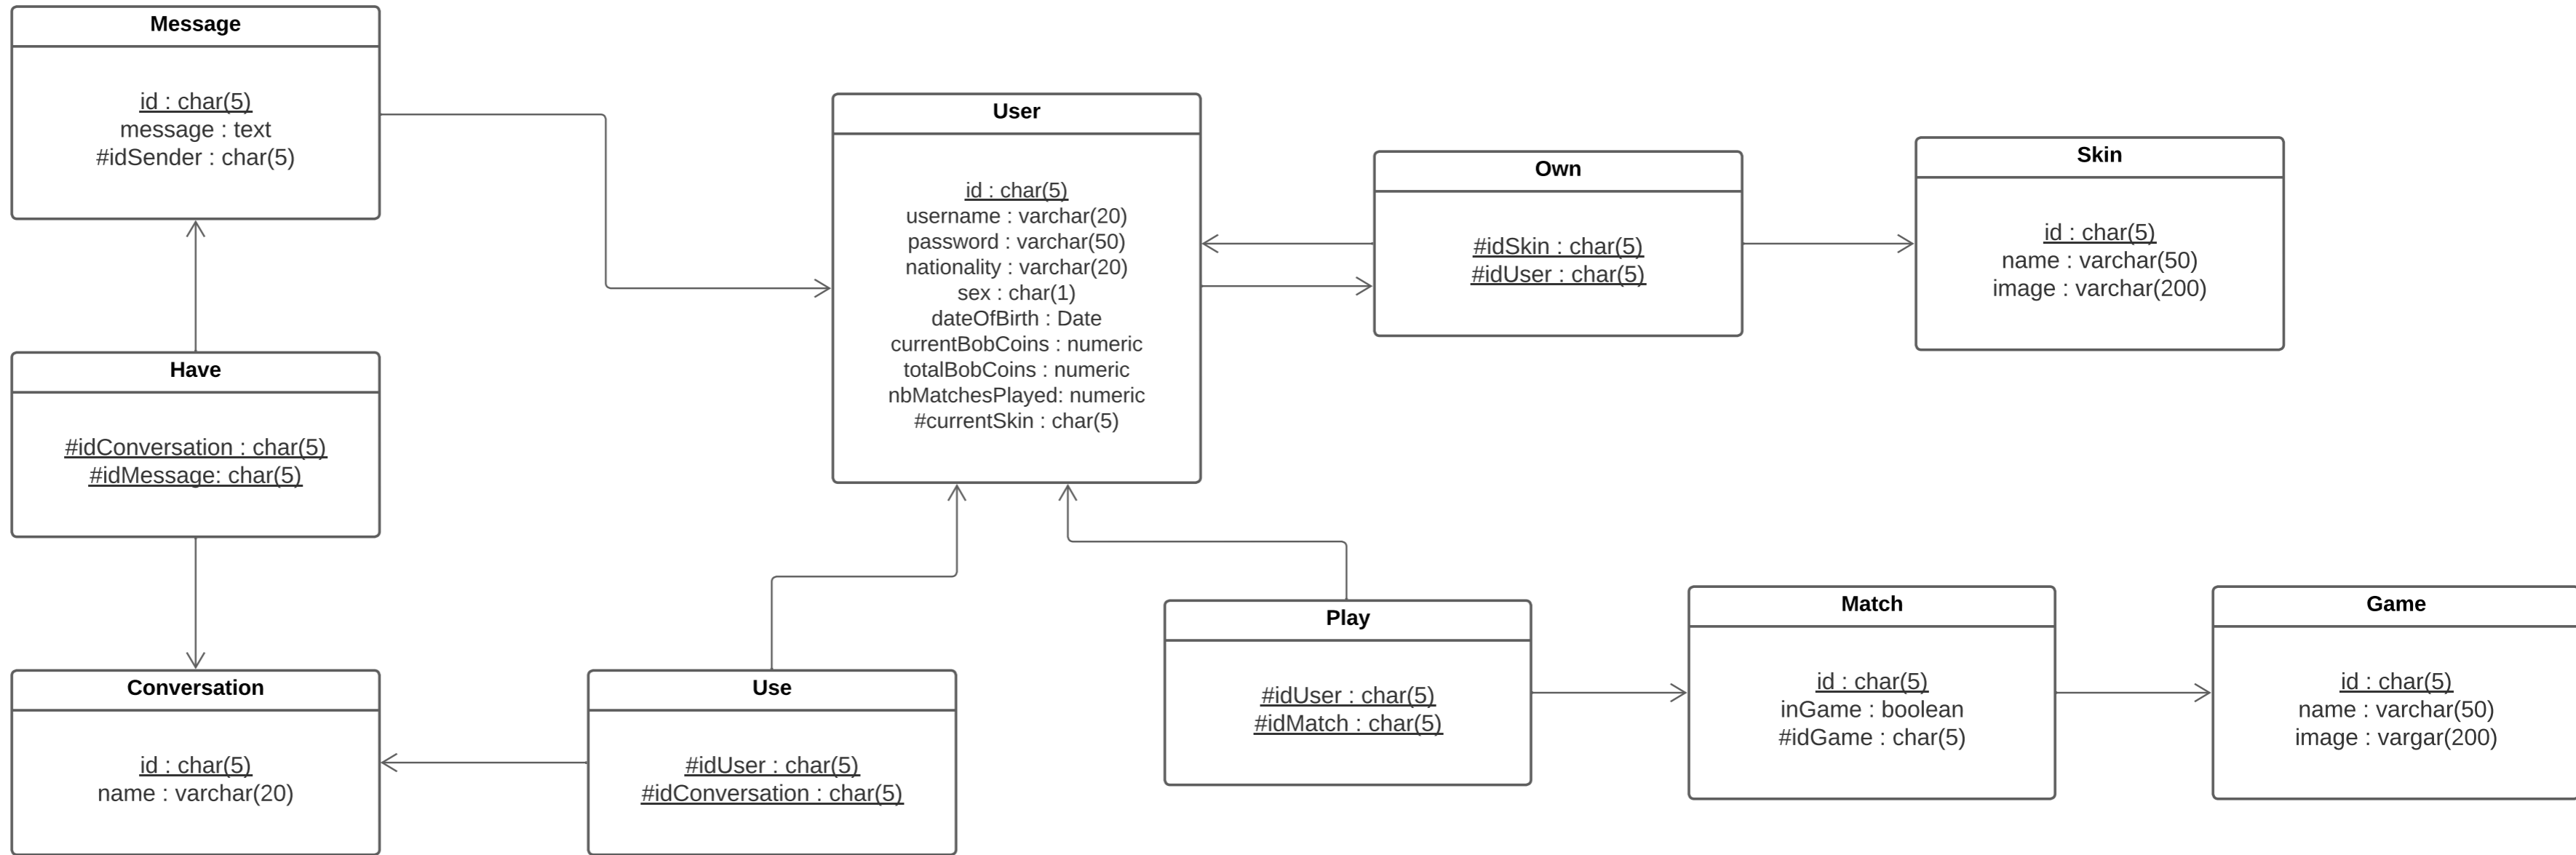 Message
id : char(5)
message : text
#idSender : char(5)
User
id : char(5)
username : varchar(20)
password : varchar(50)
nationality : varchar(20)
sex : char(1)
dateOfBirth : Date
currentBobCoins : numeric
totalBobCoins : numeric
nbMatchesPlayed: numeric
#currentSkin : char(5)
Own
#idSkin : char(5)
#idUser : char(5)
Skin
id : char(5)
name : varchar(50)
image : varchar(200)
Have
#idConversation : char(5)
#idMessage: char(5)
Conversation
id : char(5)
name : varchar(20)
Use
#idUser : char(5)
#idConversation : char(5)
Play
#idUser : char(5)
#idMatch : char(5)
Match
id : char(5)
inGame : boolean
#idGame : char(5)
Game
id : char(5)
name : varchar(50)
image : vargar(200)